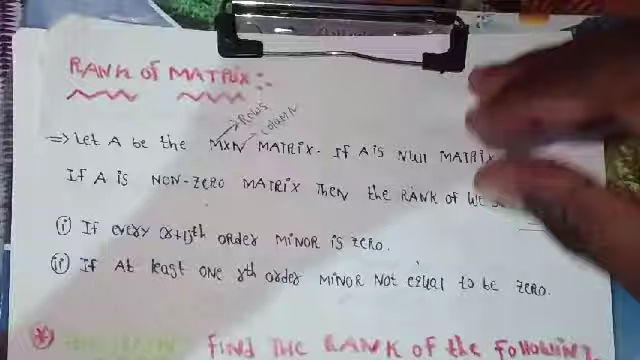 RANK OF MATRIX:-
ROWS
COLUMN
⇒ Let A be the MXN MATRIX. If A is NUll MATRIX
If A is NON-ZERO MATRIX THEN the RANK OF
(i) If every (r+1)th order MINOR is ZERO.
(ii) If At least ONE rth order MINOR NOT equal to be ZERO.
(*) FIND THE RANK OF the FOllOWING